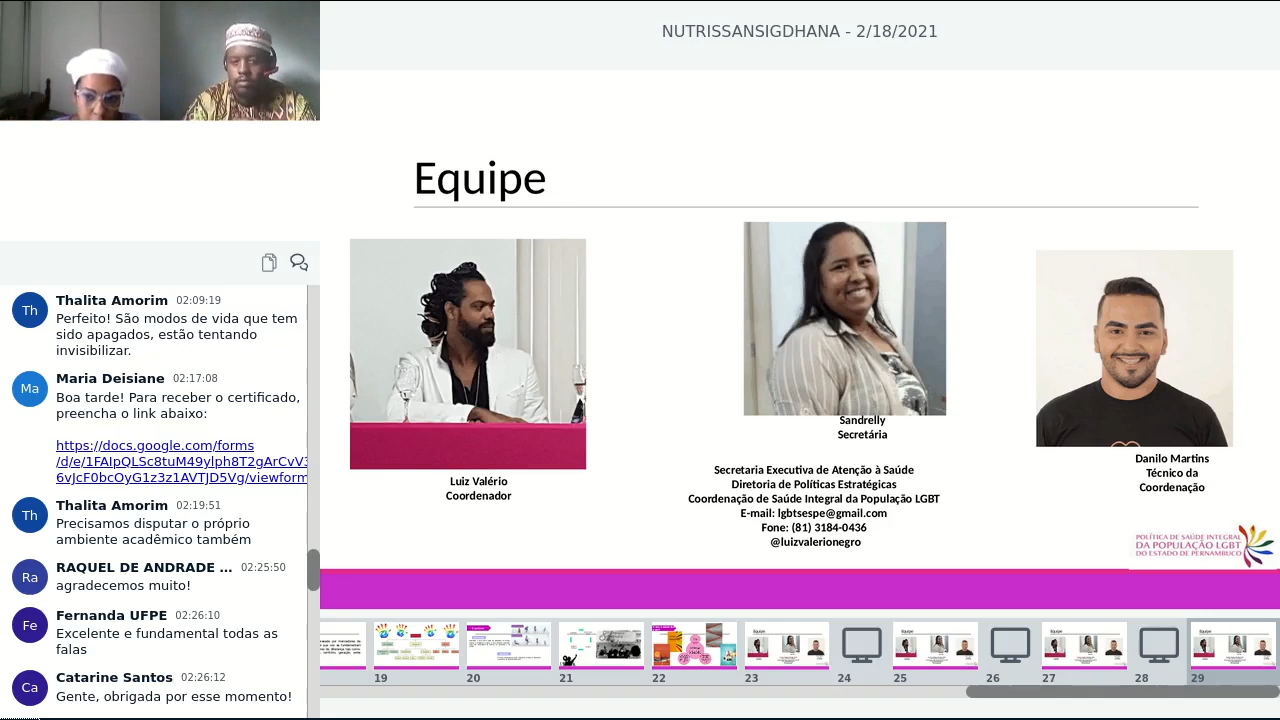 NUTRISSANSIGDHANA - 2/18/2021
Th
Thalita Amorim 02:09:19
Perfeito! São modos de vida que tem
sido apagados, estão tentando
invisibilizar.
Ma
Maria Deisiane 02:17:08
Boa tarde! Para receber o certificado,
preencha o link abaixo:
https://docs.google.com/forms
/d/e/1FAIpQLSc8tuM49ylph8T2gArCvV3
6vJcF0bcOyG1z3z1AVTJD5Vg/viewform
Th
Thalita Amorim 02:19:51
Precisamos disputar o próprio
ambiente acadêmico também
Ra
RAQUEL DE ANDRADE ... 02:25:50
agradecemos muito!
Fe
Fernanda UFPE 02:26:10
Excelente e fundamental todas as
falas
Ca
Catarine Santos 02:26:12
Gente, obrigada por esse momento!
Equipe
Luiz Valério
Coordenador
Sandrelly
Secretária
Secretaria Executiva de Atenção à Saúde
Diretoria de Políticas Estratégicas
Coordenação de Saúde Integral da População LGBT
E-mail: lgbtsespe@gmail.com
Fone: (81) 3184-0436
@luizvalerionegro
Danilo Martins
Técnico da
Coordenação
POLÍTICA DE SAÚDE INTEGRAL
DA POPULAÇÃO LGBT
DO ESTADO DE PERNAMBUCO
19
20
21
22
23
24
25
26
27
28
29